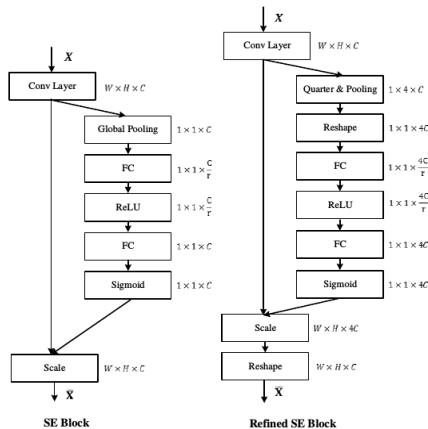 X
Conv Layer W × H × C
Global Pooling 1 × 1 × C
FC 1 × 1 × C/r
ReLU 1 × 1 × C/r
FC 1 × 1 × C
Sigmoid 1 × 1 × C
Scale W × H × C
X̃
SE Block
X
Conv Layer W × H × C
Quarter & Pooling 1 × 4 × C
Reshape 1 × 1 × 4C
FC 1 × 1 × 4C/r
ReLU 1 × 1 × 4C/r
FC 1 × 1 × 4C
Sigmoid 1 × 1 × 4C
Scale W × H × 4C
Reshape W × H × C
X̃
Refined SE Block